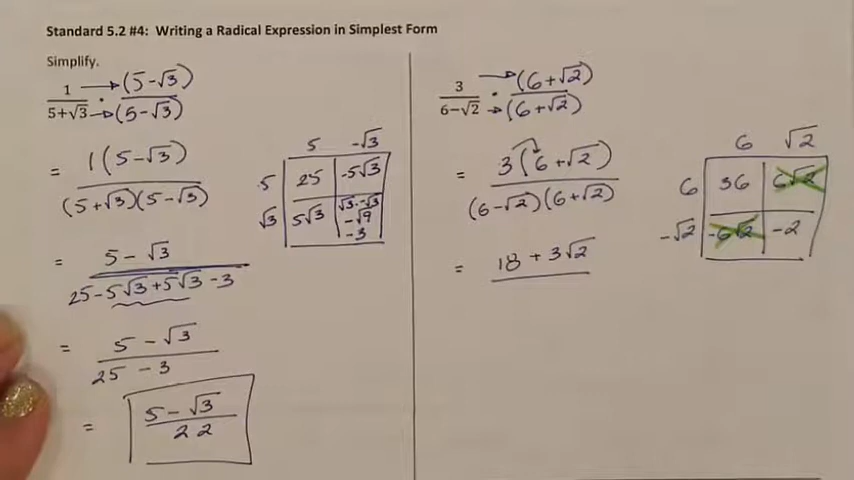 Standard 5.2 #4: Writing a Radical Expression in Simplest Form
Simplify.
1/(5+√3) · (5-√3)/(5-√3)
= 1(5-√3)/((5+√3)(5-√3))
5 -√3
5 25 -5√3
√3 5√3 √3·-√3
-√9
-3
= (5-√3)/(25-5√3+5√3-3)
= (5-√3)/(25-3)
= (5-√3)/22
3/(6-√2) · (6+√2)/(6+√2)
= 3(6+√2)/((6-√2)(6+√2))
6 √2
6 36 6√2
-√2 -6√2 -2
= 18+3√2